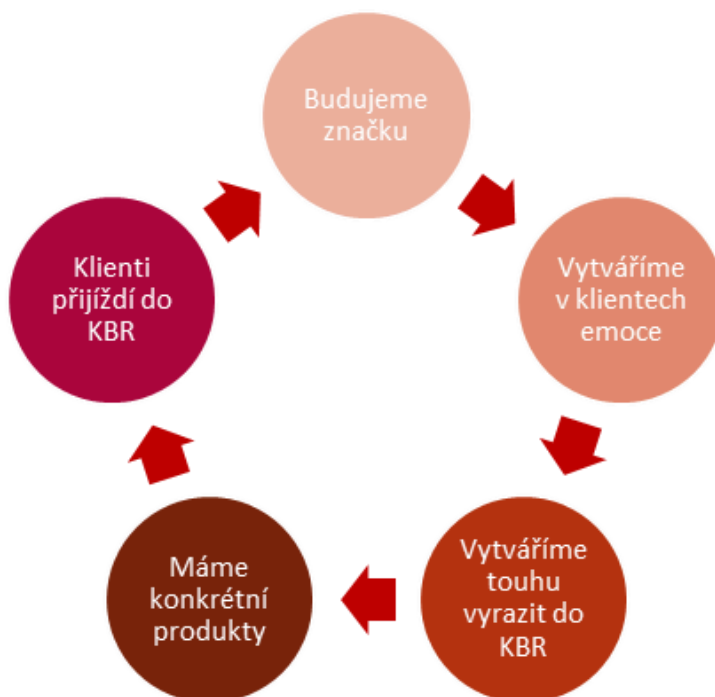 Budujeme
značku
Vytváříme
v klientech
emoce
Vytváříme
touhu
vyrazit do
KBR
Máme
konkrétní
produkty
Klienti
přijíždí do
KBR